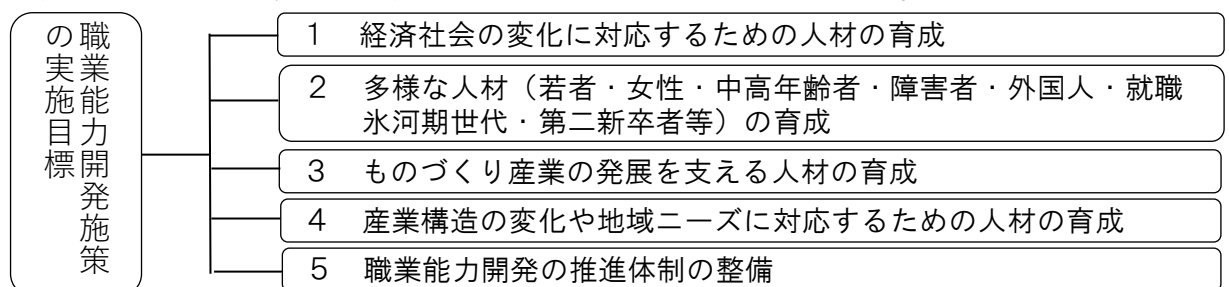 職業能力開発施策
の実施目標
1 経済社会の変化に対応するための人材の育成
2 多様な人材(若者・女性・中高年齢者・障害者・外国人・就職
氷河期世代・第二新卒者等)の育成
3 ものづくり産業の発展を支える人材の育成
4 産業構造の変化や地域ニーズに対応するための人材の育成
5 職業能力開発の推進体制の整備